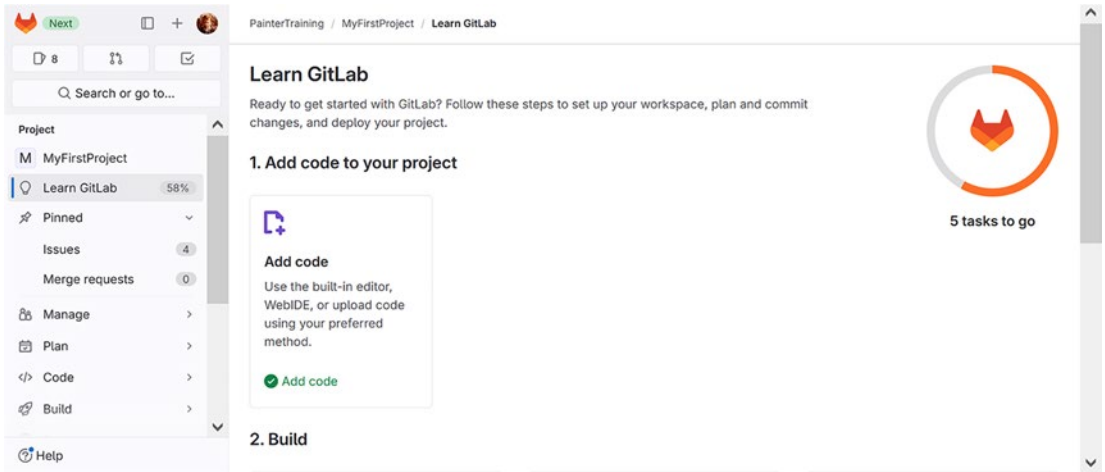 Next
8
Search or go to...
Project
M MyFirstProject
Learn GitLab 58%
Pinned
Issues 4
Merge requests 0
Manage
Plan
Code
Build
Help
PainterTraining / MyFirstProject / Learn GitLab
Learn GitLab
Ready to get started with GitLab? Follow these steps to set up your workspace, plan and commit
changes, and deploy your project.
1. Add code to your project
Add code
Use the built-in editor,
WebIDE, or upload code
using your preferred
method.
Add code
2. Build
5 tasks to go